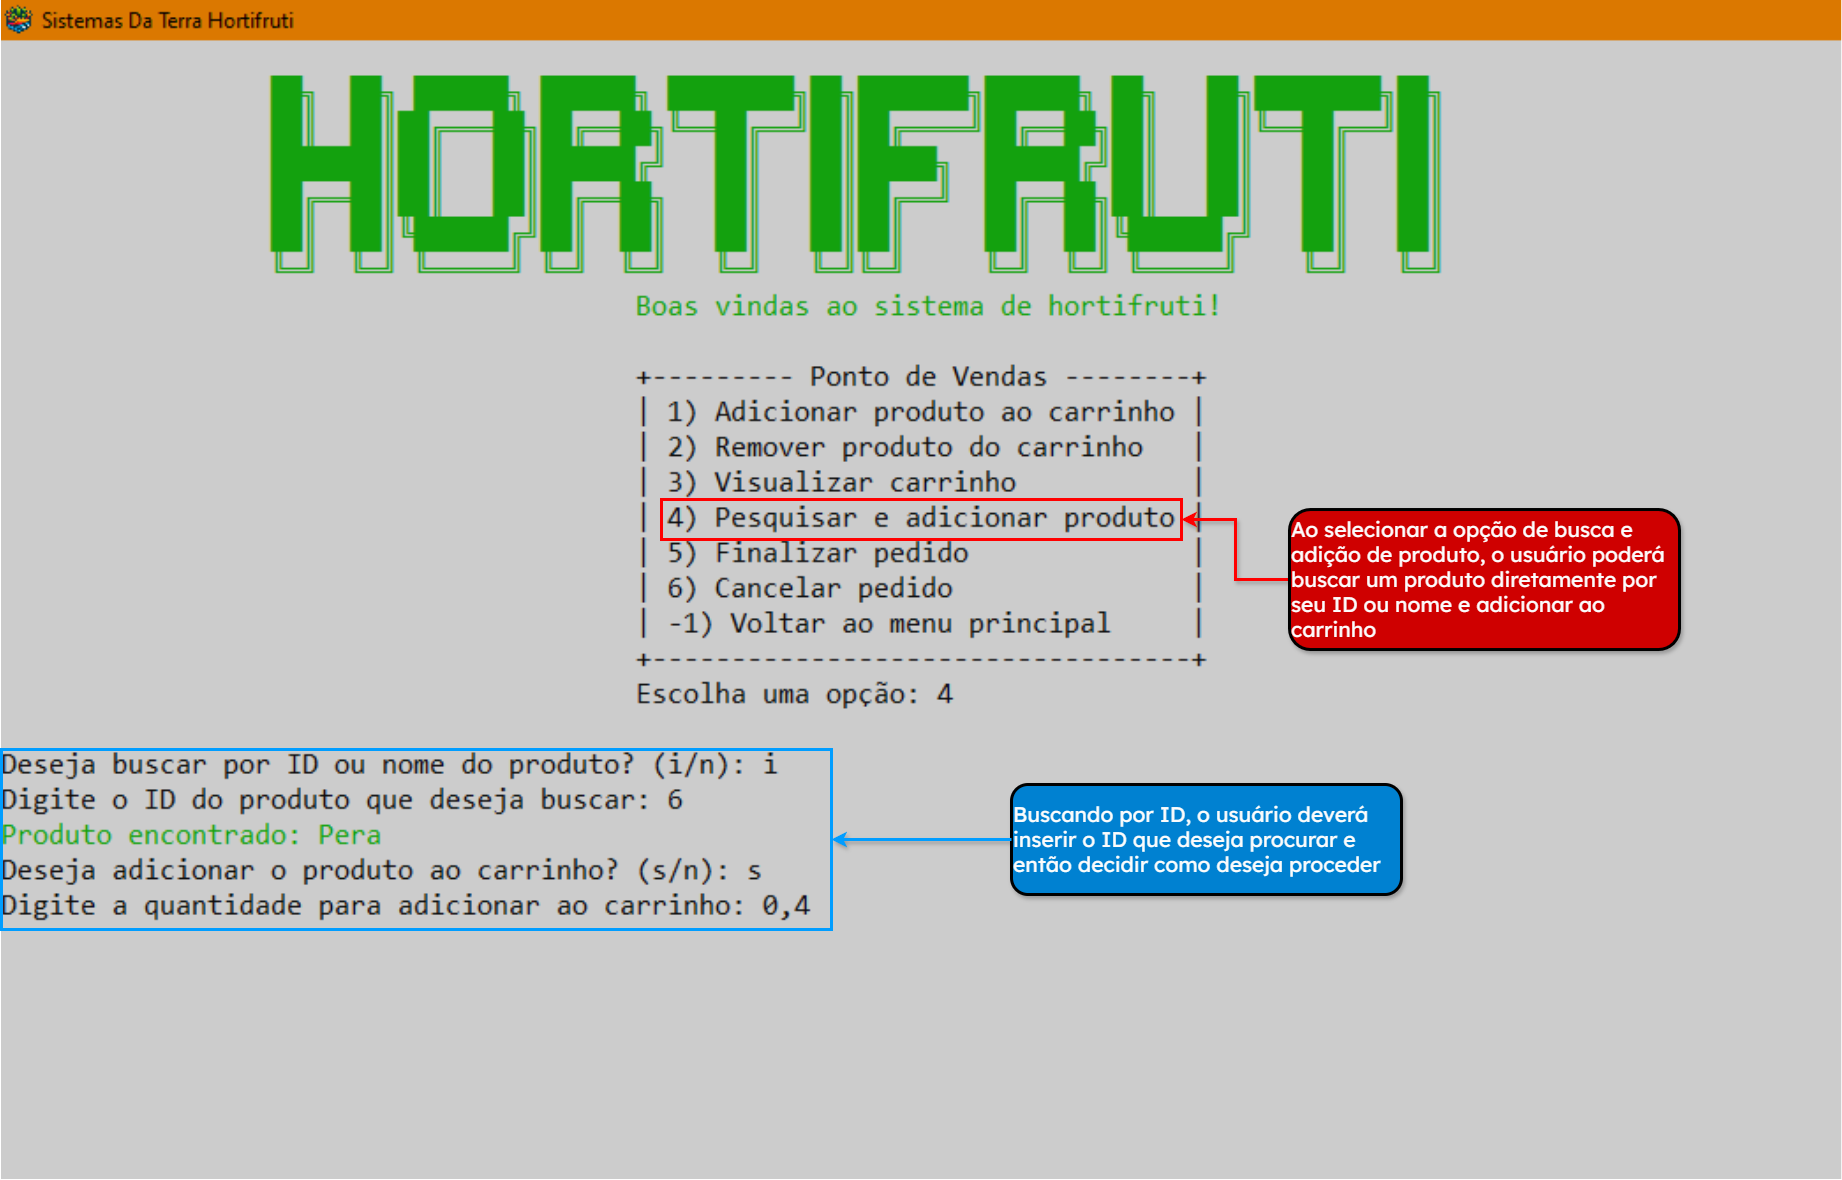 Sistemas Da Terra Hortifruti
HORTIFRUTI
Boas vindas ao sistema de hortifruti!
+--------- Ponto de Vendas --------+
| 1) Adicionar produto ao carrinho |
| 2) Remover produto do carrinho   |
| 3) Visualizar carrinho           |
| 4) Pesquisar e adicionar produto |
| 5) Finalizar pedido              |
| 6) Cancelar pedido               |
| -1) Voltar ao menu principal     |
+----------------------------------+
Escolha uma opção: 4
Ao selecionar a opção de busca e
adição de produto, o usuário poderá
buscar um produto diretamente por
seu ID ou nome e adicionar ao
carrinho
Deseja buscar por ID ou nome do produto? (i/n): i
Digite o ID do produto que deseja buscar: 6
Produto encontrado: Pera
Deseja adicionar o produto ao carrinho? (s/n): s
Digite a quantidade para adicionar ao carrinho: 0,4
Buscando por ID, o usuário deverá
inserir o ID que deseja procurar e
então decidir como deseja proceder